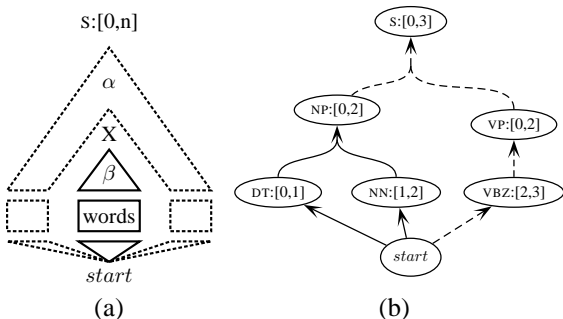 S:[0,n]
α
X
β
words
start
(a)
S:[0,3]
NP:[0,2]
VP:[0,2]
DT:[0,1]
NN:[1,2]
VBZ:[2,3]
start
(b)